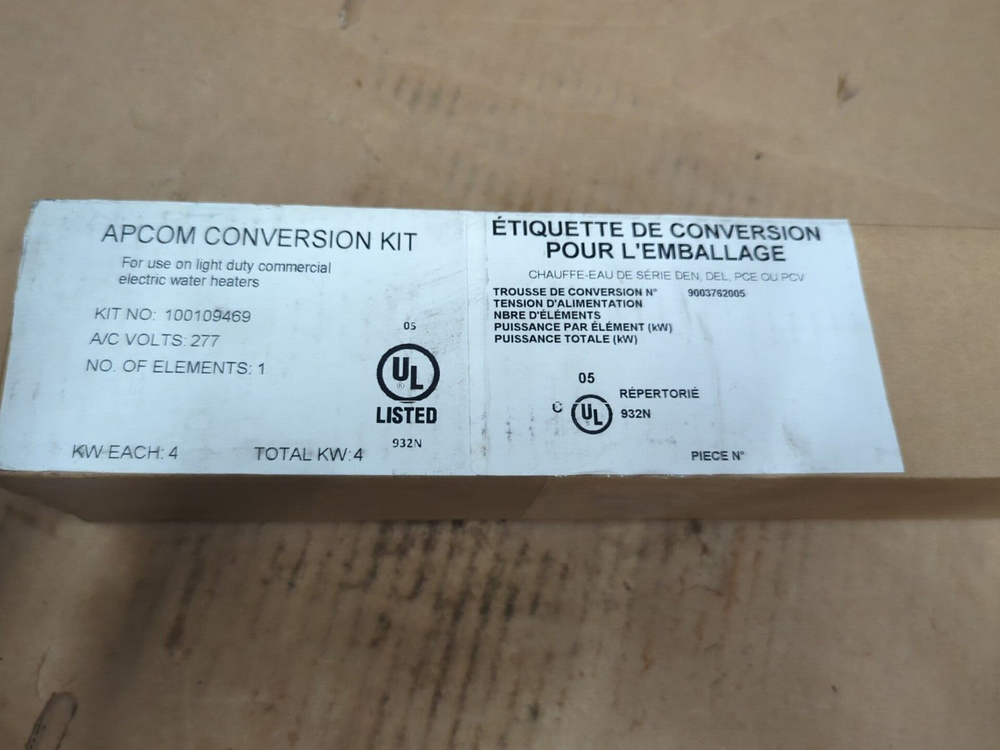 APCOM CONVERSION KIT
For use on light duty commercial
electric water heaters
KIT NO: 100109469
A/C VOLTS: 277
NO. OF ELEMENTS: 1
05
UL
®
LISTED
932N
KW EACH: 4 TOTAL KW: 4
ÉTIQUETTE DE CONVERSION
POUR L'EMBALLAGE
CHAUFFE-EAU DE SÉRIE DEN, DEL, PCE OU PCV
TROUSSE DE CONVERSION N° 9003762005
TENSION D'ALIMENTATION
NBRE D'ÉLÉMENTS
PUISSANCE PAR ÉLÉMENT (kW)
PUISSANCE TOTALE (kW)
05
RÉPERTORIÉ
C UL 932N
PIECE N°